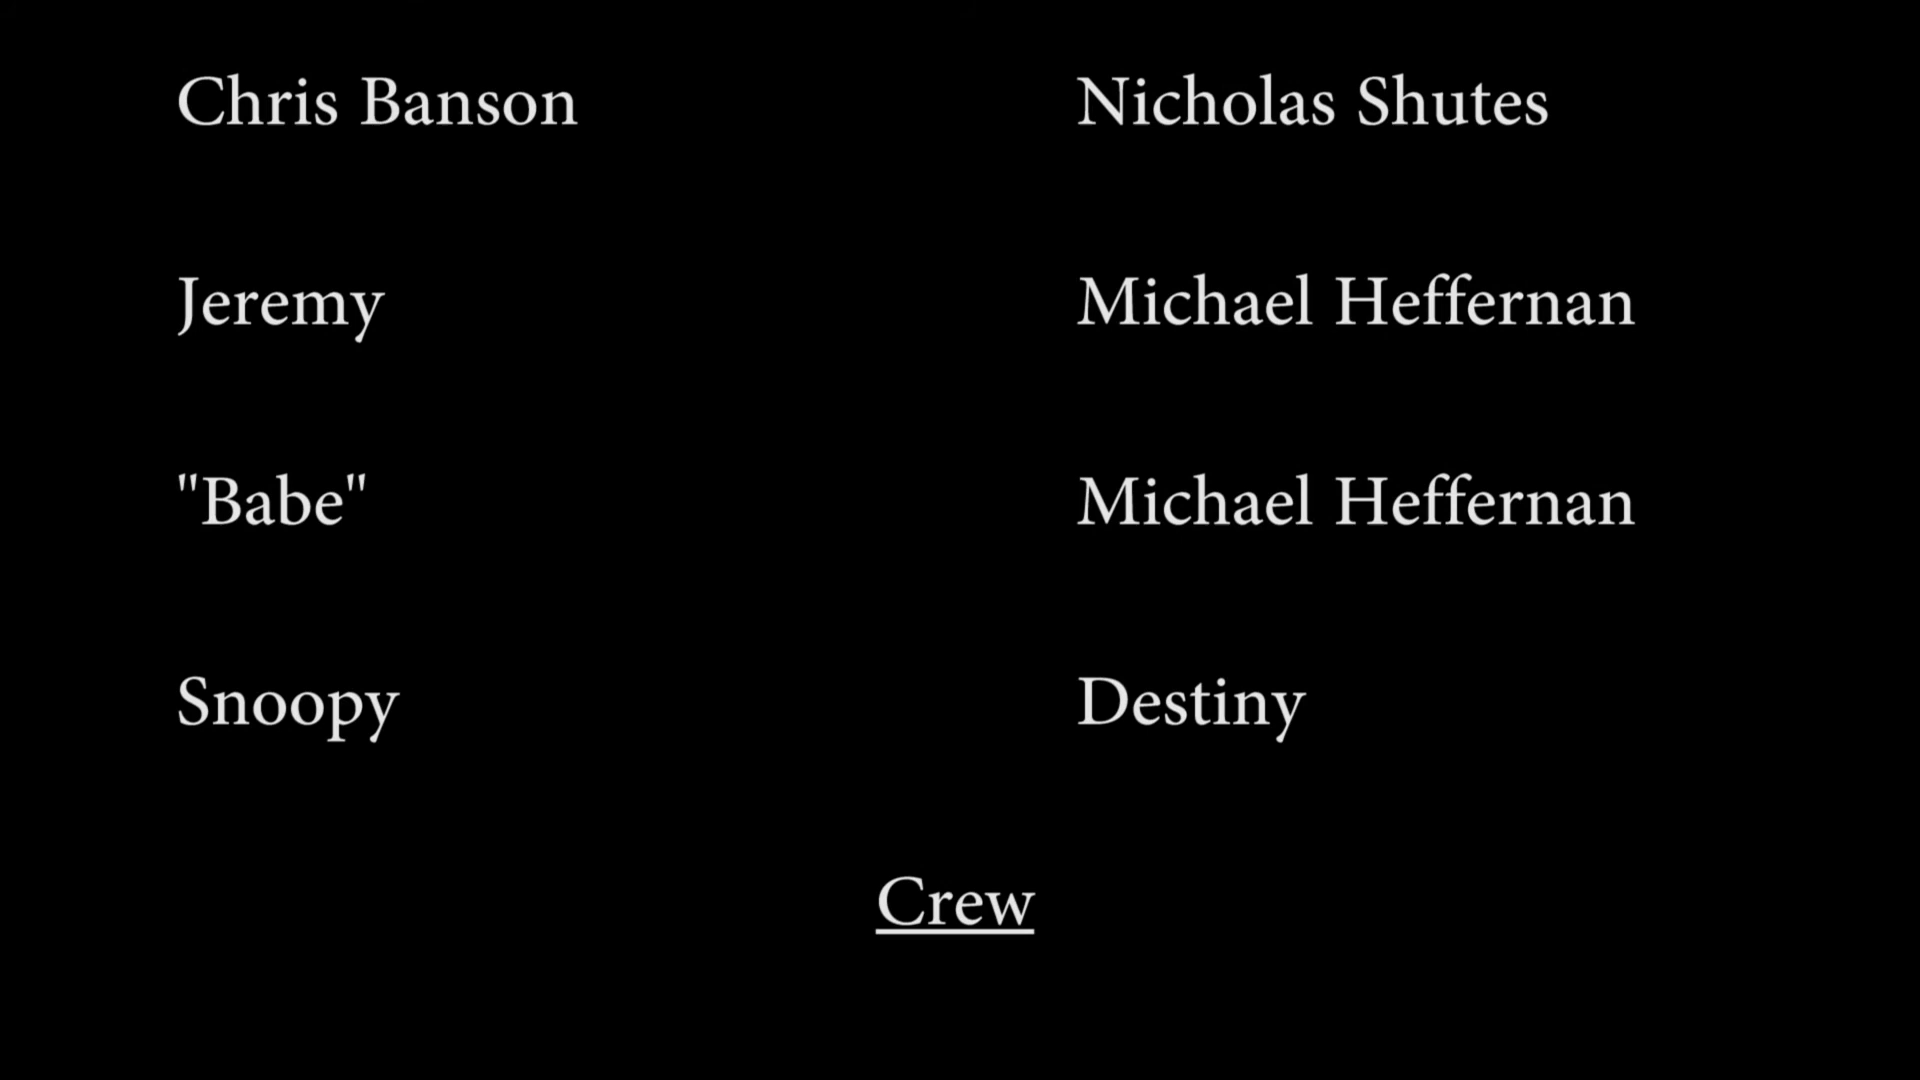 Chris Banson Nicholas Shutes
Jeremy Michael Heffernan
"Babe" Michael Heffernan
Snoopy Destiny
Crew